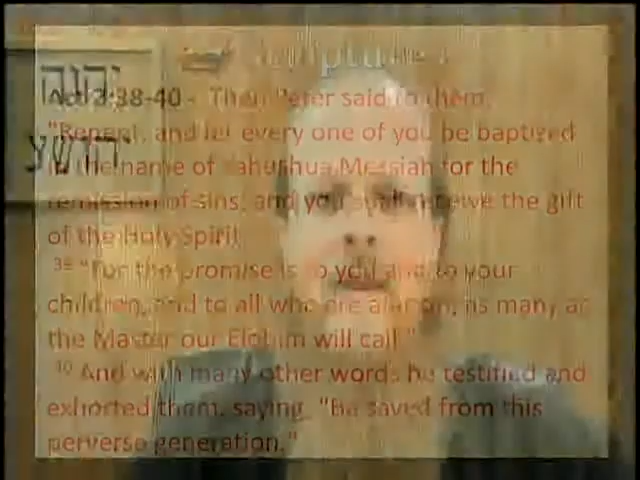 Scriptures
יהוה
יהושע
Act 2:38-40 - Then Peter said to them,
"Repent, and let every one of you be baptized
in the name of Yahushua Messiah for the
remission of sins; and you shall receive the gift
of the Holy Spirit.
39 "For the promise is to you and to your
children, and to all who are afar off, as many as
the Master our Elohim will call."
40 And with many other words he testified and
exhorted them, saying, "Be saved from this
perverse generation."